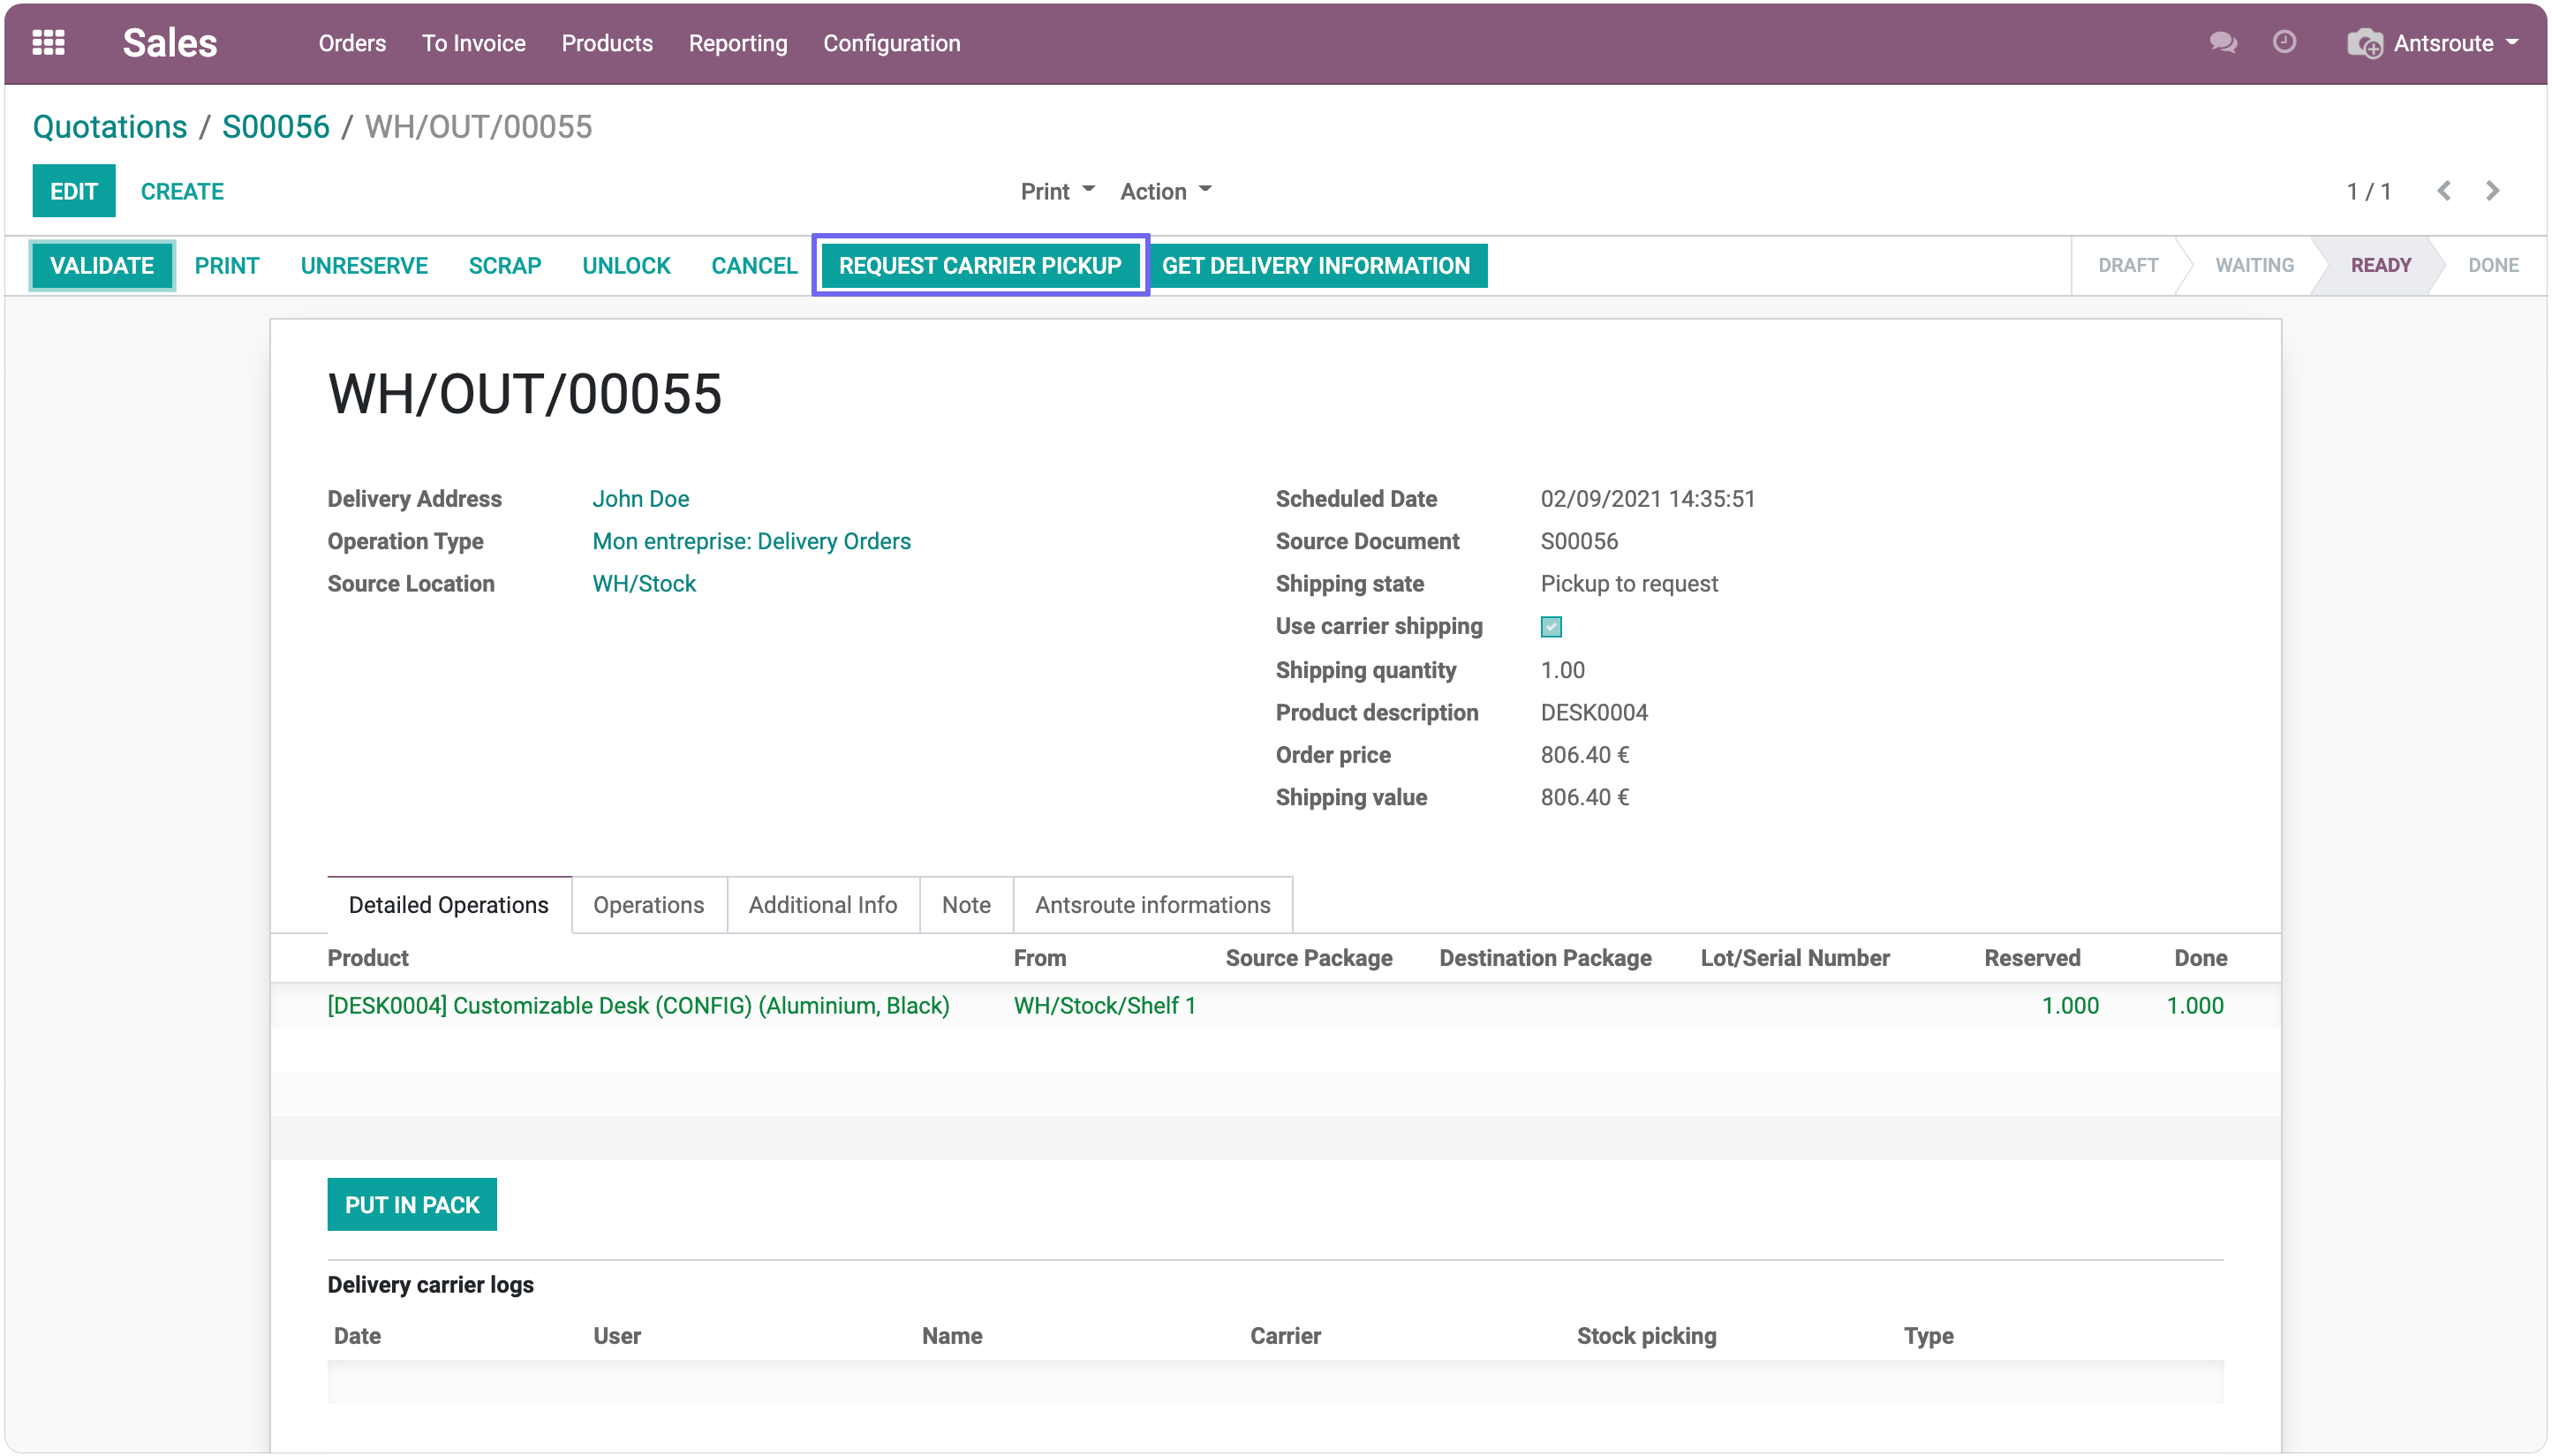 Sales Orders To Invoice Products Reporting Configuration Antsroute
Quotations / S00056 / WH/OUT/00055
EDIT CREATE Print Action 1 / 1
VALIDATE PRINT UNRESERVE SCRAP UNLOCK CANCEL REQUEST CARRIER PICKUP GET DELIVERY INFORMATION DRAFT WAITING READY DONE
WH/OUT/00055
Delivery Address John Doe
Operation Type Mon entreprise: Delivery Orders
Source Location WH/Stock
Scheduled Date 02/09/2021 14:35:51
Source Document S00056
Shipping state Pickup to request
Use carrier shipping
Shipping quantity 1.00
Product description DESK0004
Order price 806.40 €
Shipping value 806.40 €
Detailed Operations Operations Additional Info Note Antsroute informations
Product From Source Package Destination Package Lot/Serial Number Reserved Done
[DESK0004] Customizable Desk (CONFIG) (Aluminium, Black) WH/Stock/Shelf 1 1.000 1.000
PUT IN PACK
Delivery carrier logs
Date User Name Carrier Stock picking Type